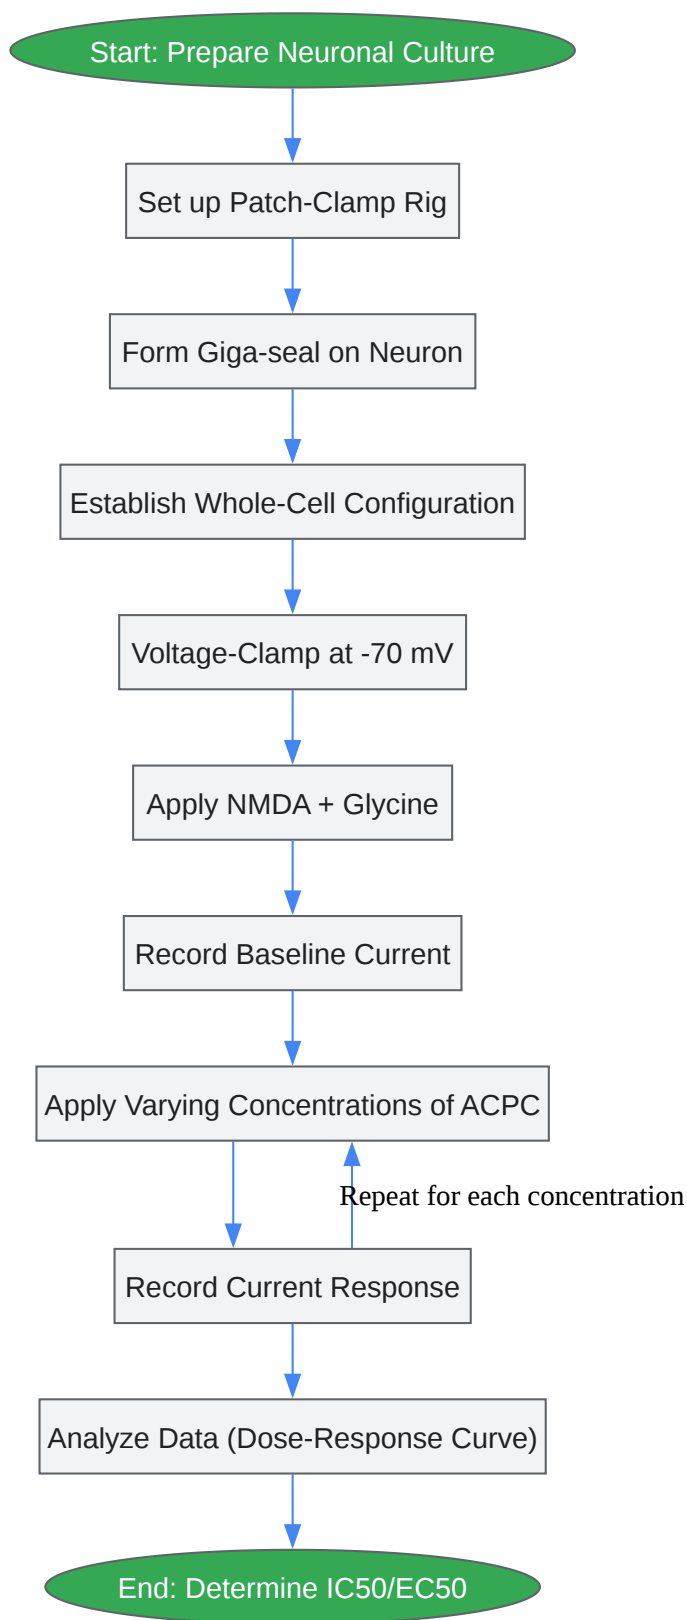 Start: Prepare Neuronal Culture
Set up Patch-Clamp Rig
Form Giga-seal on Neuron
Establish Whole-Cell Configuration
Voltage-Clamp at -70 mV
Apply NMDA + Glycine
Record Baseline Current
Apply Varying Concentrations of ACPC
Repeat for each concentration
Record Current Response
Analyze Data (Dose-Response Curve)
End: Determine IC50/EC50